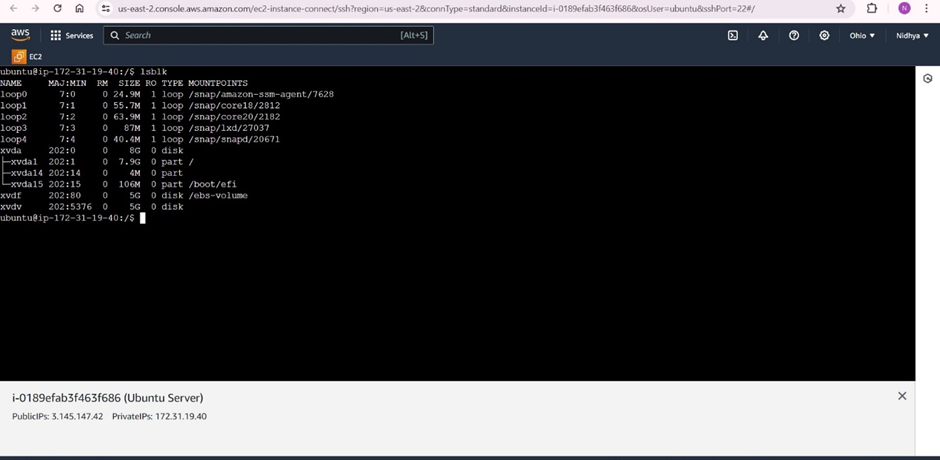 us-east-2.console.aws.amazon.com/ec2-instance-connect/ssh?region=us-east-2&connType=standard&instanceId=i-0189efab3f463f686&osUser=ubuntu&sshPort=22#/
N
aws Services Search [Alt+S] Ohio Nidhya
EC2
ubuntu@ip-172-31-19-40:/$ lsblk
NAME MAJ:MIN RM SIZE RO TYPE MOUNTPOINTS
loop0 7:0 0 24.9M 1 loop /snap/amazon-ssm-agent/7628
loop1 7:1 0 55.7M 1 loop /snap/core18/2812
loop2 7:2 0 63.9M 1 loop /snap/core20/2182
loop3 7:3 0 87M 1 loop /snap/lxd/27037
loop4 7:4 0 40.4M 1 loop /snap/snapd/20671
xvda 202:0 0 8G 0 disk
├─xvda1 202:1 0 7.9G 0 part /
├─xvda14 202:14 0 4M 0 part
└─xvda15 202:15 0 106M 0 part /boot/efi
xvdf 202:80 0 5G 0 disk /ebs-volume
xvdv 202:5376 0 5G 0 disk
ubuntu@ip-172-31-19-40:/$
i-0189efab3f463f686 (Ubuntu Server)
PublicIPs: 3.145.147.42 PrivateIPs: 172.31.19.40